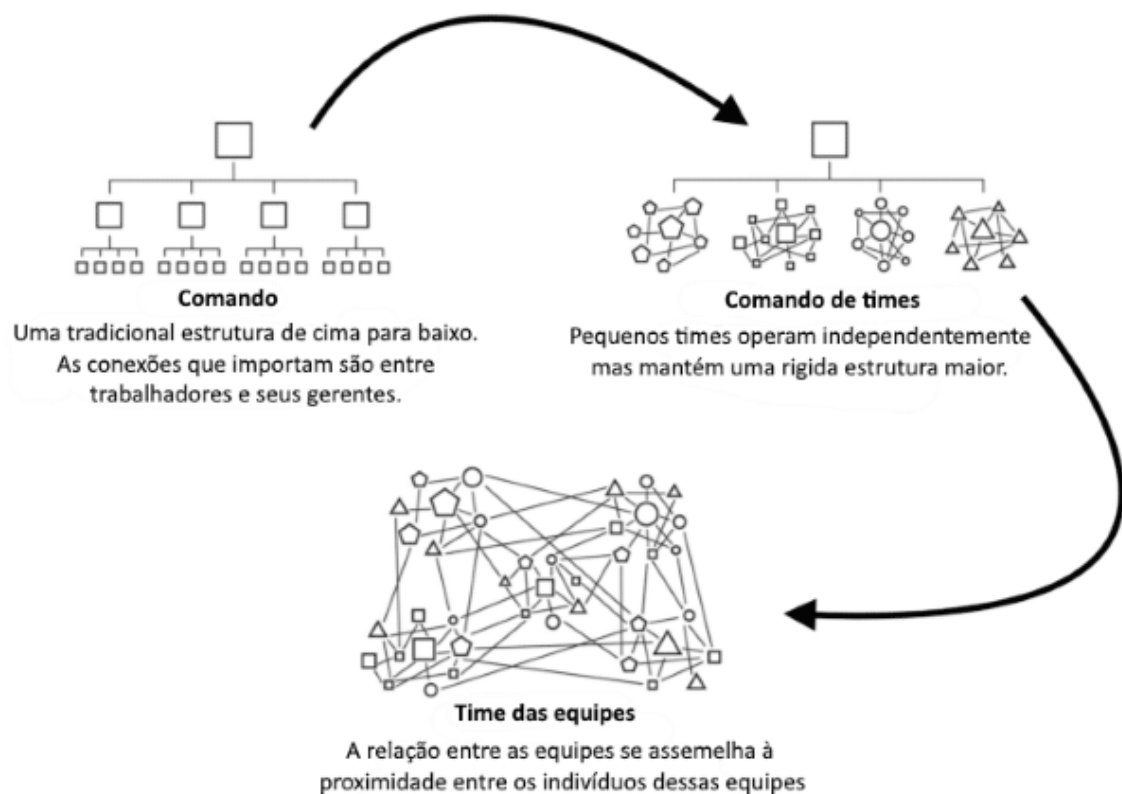 Comando
Uma tradicional estrutura de cima para baixo.
As conexões que importam são entre
trabalhadores e seus gerentes.
Comando de times
Pequenos times operam independentemente
mas mantém uma rigida estrutura maior.
Time das equipes
A relação entre as equipes se assemelha à
proximidade entre os indivíduos dessas equipes